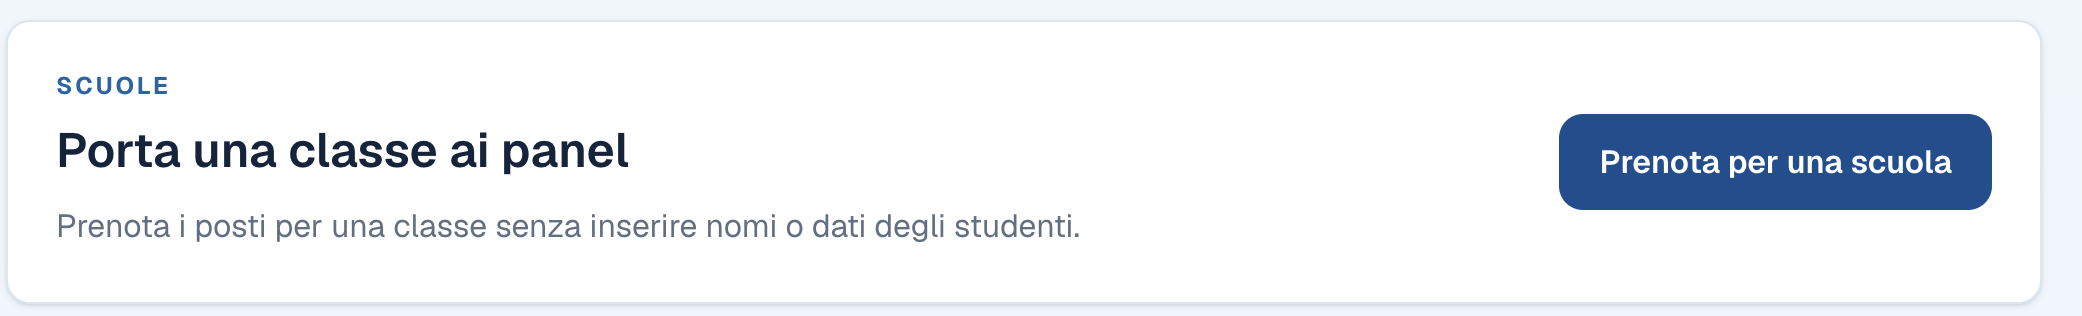 SCUOLE
Porta una classe ai panel
Prenota i posti per una classe senza inserire nomi o dati degli studenti.
Prenota per una scuola